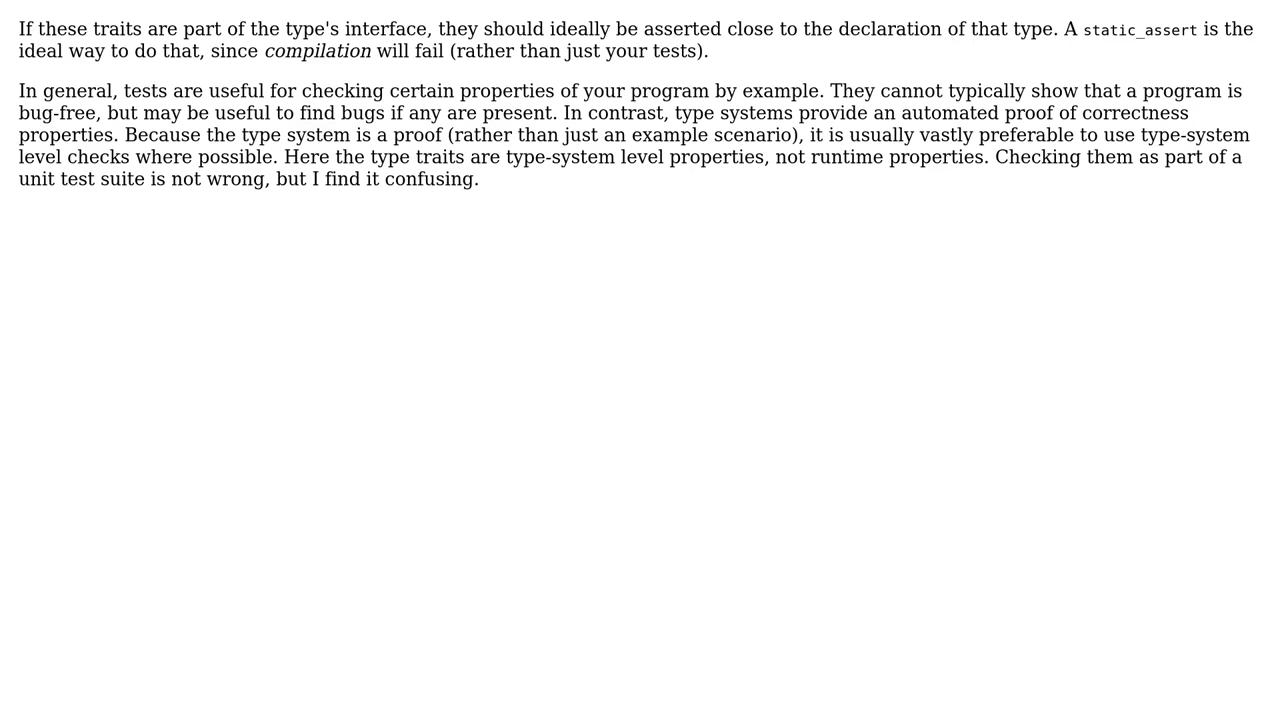 If these traits are part of the type's interface, they should ideally be asserted close to the declaration of that type. A static_assert is the
ideal way to do that, since compilation will fail (rather than just your tests).
In general, tests are useful for checking certain properties of your program by example. They cannot typically show that a program is
bug-free, but may be useful to find bugs if any are present. In contrast, type systems provide an automated proof of correctness
properties. Because the type system is a proof (rather than just an example scenario), it is usually vastly preferable to use type-system
level checks where possible. Here the type traits are type-system level properties, not runtime properties. Checking them as part of a
unit test suite is not wrong, but I find it confusing.